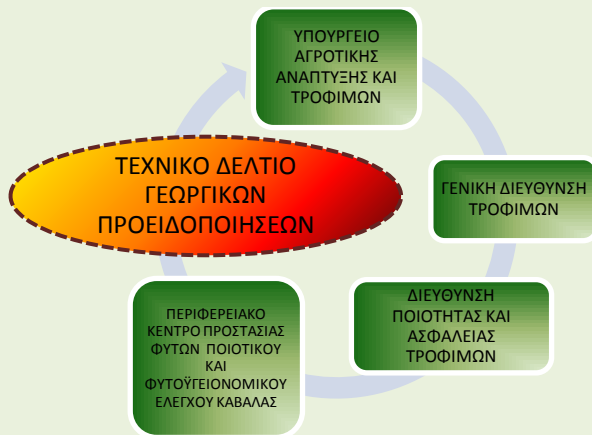 ΥΠΟΥΡΓΕΙΟ
ΑΓΡΟΤΙΚΗΣ
ΑΝΑΠΤΥΞΗΣ ΚΑΙ
ΤΡΟΦΙΜΩΝ
ΓΕΝΙΚΗ ΔΙΕΥΘΥΝΣΗ
ΤΡΟΦΙΜΩΝ
ΔΙΕΥΘΥΝΣΗ
ΠΟΙΟΤΗΤΑΣ ΚΑΙ
ΑΣΦΑΛΕΙΑΣ
ΤΡΟΦΙΜΩΝ
ΠΕΡΙΦΕΡΕΙΑΚΟ
ΚΕΝΤΡΟ ΠΡΟΣΤΑΣΙΑΣ
ΦΥΤΩΝ ΠΟΙΟΤΙΚΟΥ
ΚΑΙ
ΦΥΤΟΫΓΕΙΟΝΟΜΙΚΟΥ
ΕΛΕΓΧΟΥ ΚΑΒΑΛΑΣ
ΤΕΧΝΙΚΟ ΔΕΛΤΙΟ
ΓΕΩΡΓΙΚΩΝ
ΠΡΟΕΙΔΟΠΟΙΗΣΕΩΝ